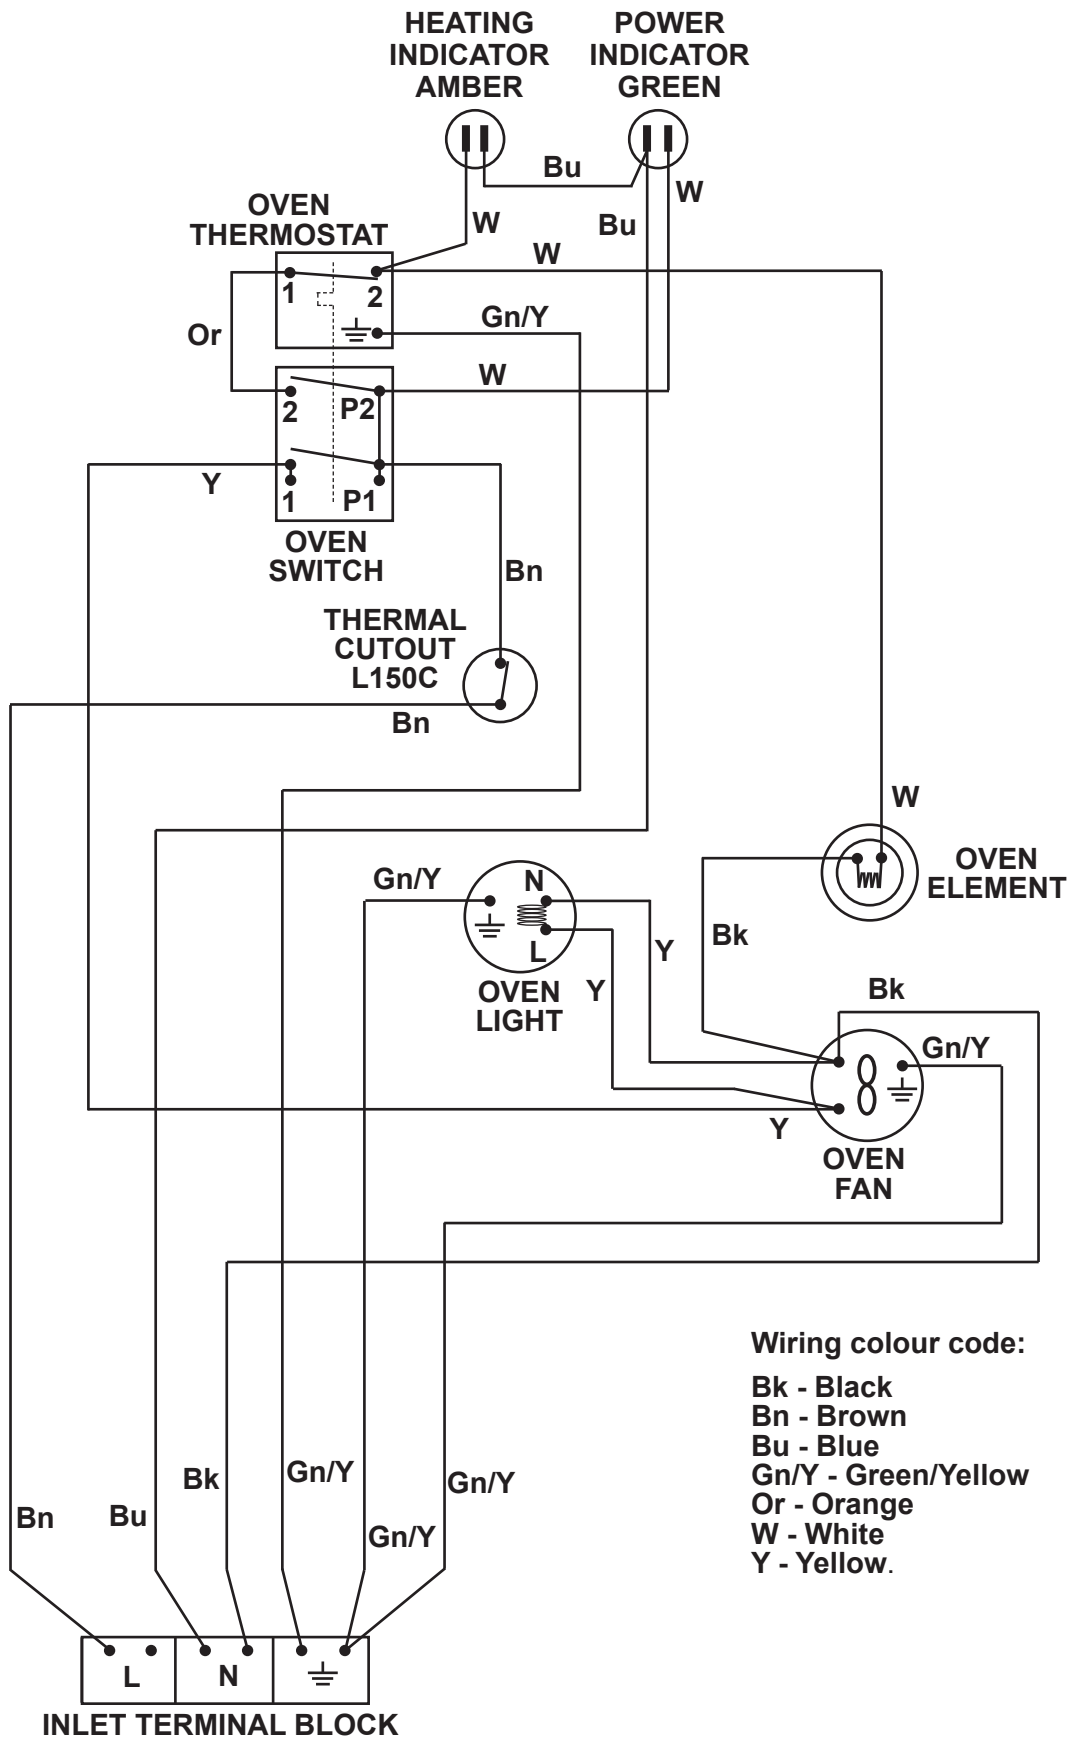 HEATING
INDICATOR
AMBER
POWER
INDICATOR
GREEN
Bu
W
W
Bu
OVEN
THERMOSTAT
W
1
2
Gn/Y
Or
W
2
P2
Y
1
P1
OVEN
SWITCH
Bn
THERMAL
CUTOUT
L150C
Bn
W
OVEN
ELEMENT
Gn/Y
N
L
OVEN
LIGHT
Y
Y
Bk
Bk
Gn/Y
Y
OVEN
FAN
Wiring colour code:
Bk - Black
Bn - Brown
Bu - Blue
Gn/Y - Green/Yellow
Or - Orange
W - White
Y - Yellow.
Bn
Bu
Bk
Gn/Y
Gn/Y
Gn/Y
L
N
INLET TERMINAL BLOCK